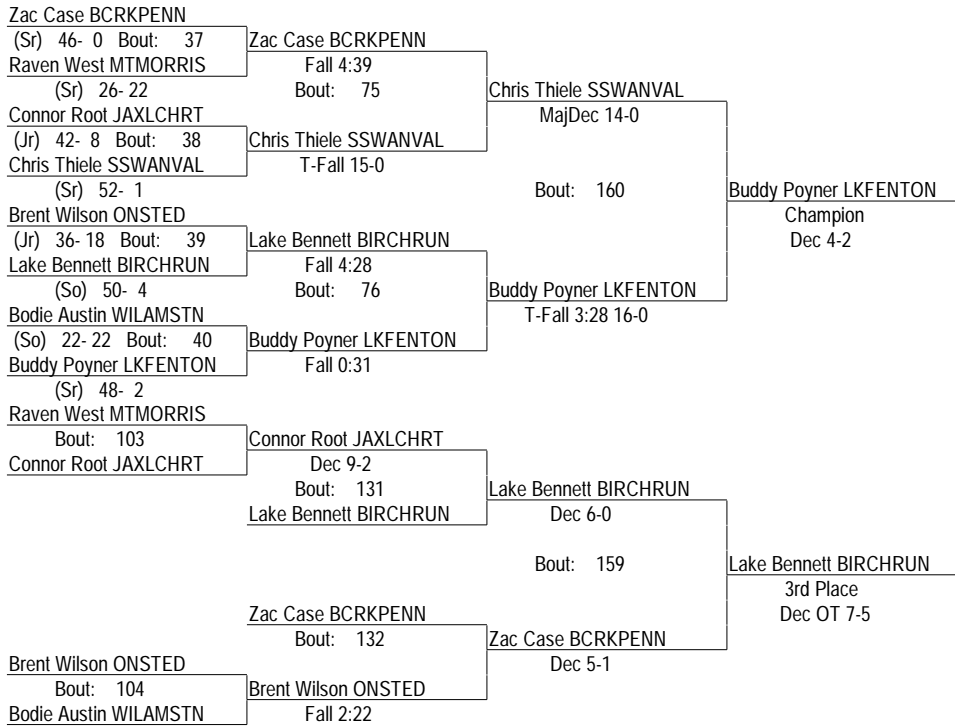 Zac Case BCRKPENN
(Sr) 46- 0 Bout: 37
Zac Case BCRKPENN
Raven West MTMORRIS
Fall 4:39
(Sr) 26- 22
Bout: 75
Chris Thiele SSWANVAL
Connor Root JAXLCHRT
MajDec 14-0
(Jr) 42- 8 Bout: 38
Chris Thiele SSWANVAL
Chris Thiele SSWANVAL
T-Fall 15-0
(Sr) 52- 1
Bout: 160
Buddy Poyner LKFENTON
Brent Wilson ONSTED
Champion
(Jr) 36- 18 Bout: 39
Lake Bennett BIRCHRUN
Dec 4-2
Lake Bennett BIRCHRUN
Fall 4:28
(So) 50- 4
Bout: 76
Buddy Poyner LKFENTON
Bodie Austin WILAMSTN
T-Fall 3:28 16-0
(So) 22- 22 Bout: 40
Buddy Poyner LKFENTON
Buddy Poyner LKFENTON
Fall 0:31
(Sr) 48- 2
Raven West MTMORRIS
Bout: 103
Connor Root JAXLCHRT
Connor Root JAXLCHRT
Dec 9-2
Bout: 131
Lake Bennett BIRCHRUN
Lake Bennett BIRCHRUN
Dec 6-0
Bout: 159
Lake Bennett BIRCHRUN
3rd Place
Zac Case BCRKPENN
Dec OT 7-5
Bout: 132
Zac Case BCRKPENN
Brent Wilson ONSTED
Dec 5-1
Bout: 104
Brent Wilson ONSTED
Bodie Austin WILAMSTN
Fall 2:22